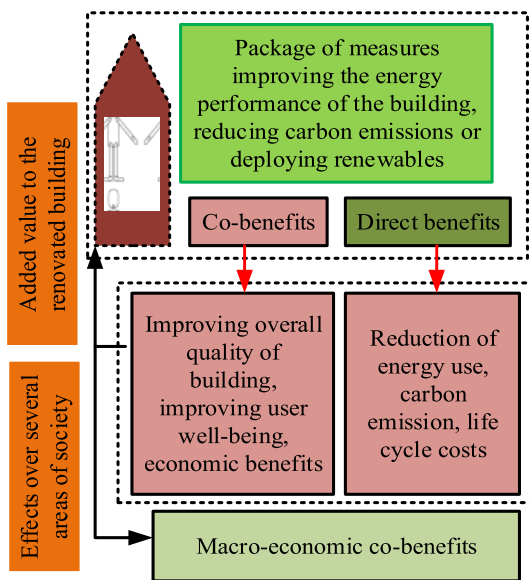 Package of measures
improving the energy
performance of the building,
reducing carbon emissions or
deploying renewables
Added value to the
renovated building
Co-benefits
Direct benefits
Improving overall
quality of
building,
improving user
well-being,
economic benefits
Reduction of
energy use,
carbon
emission, life
cycle costs
Effects over several
areas of society
Macro-economic co-benefits